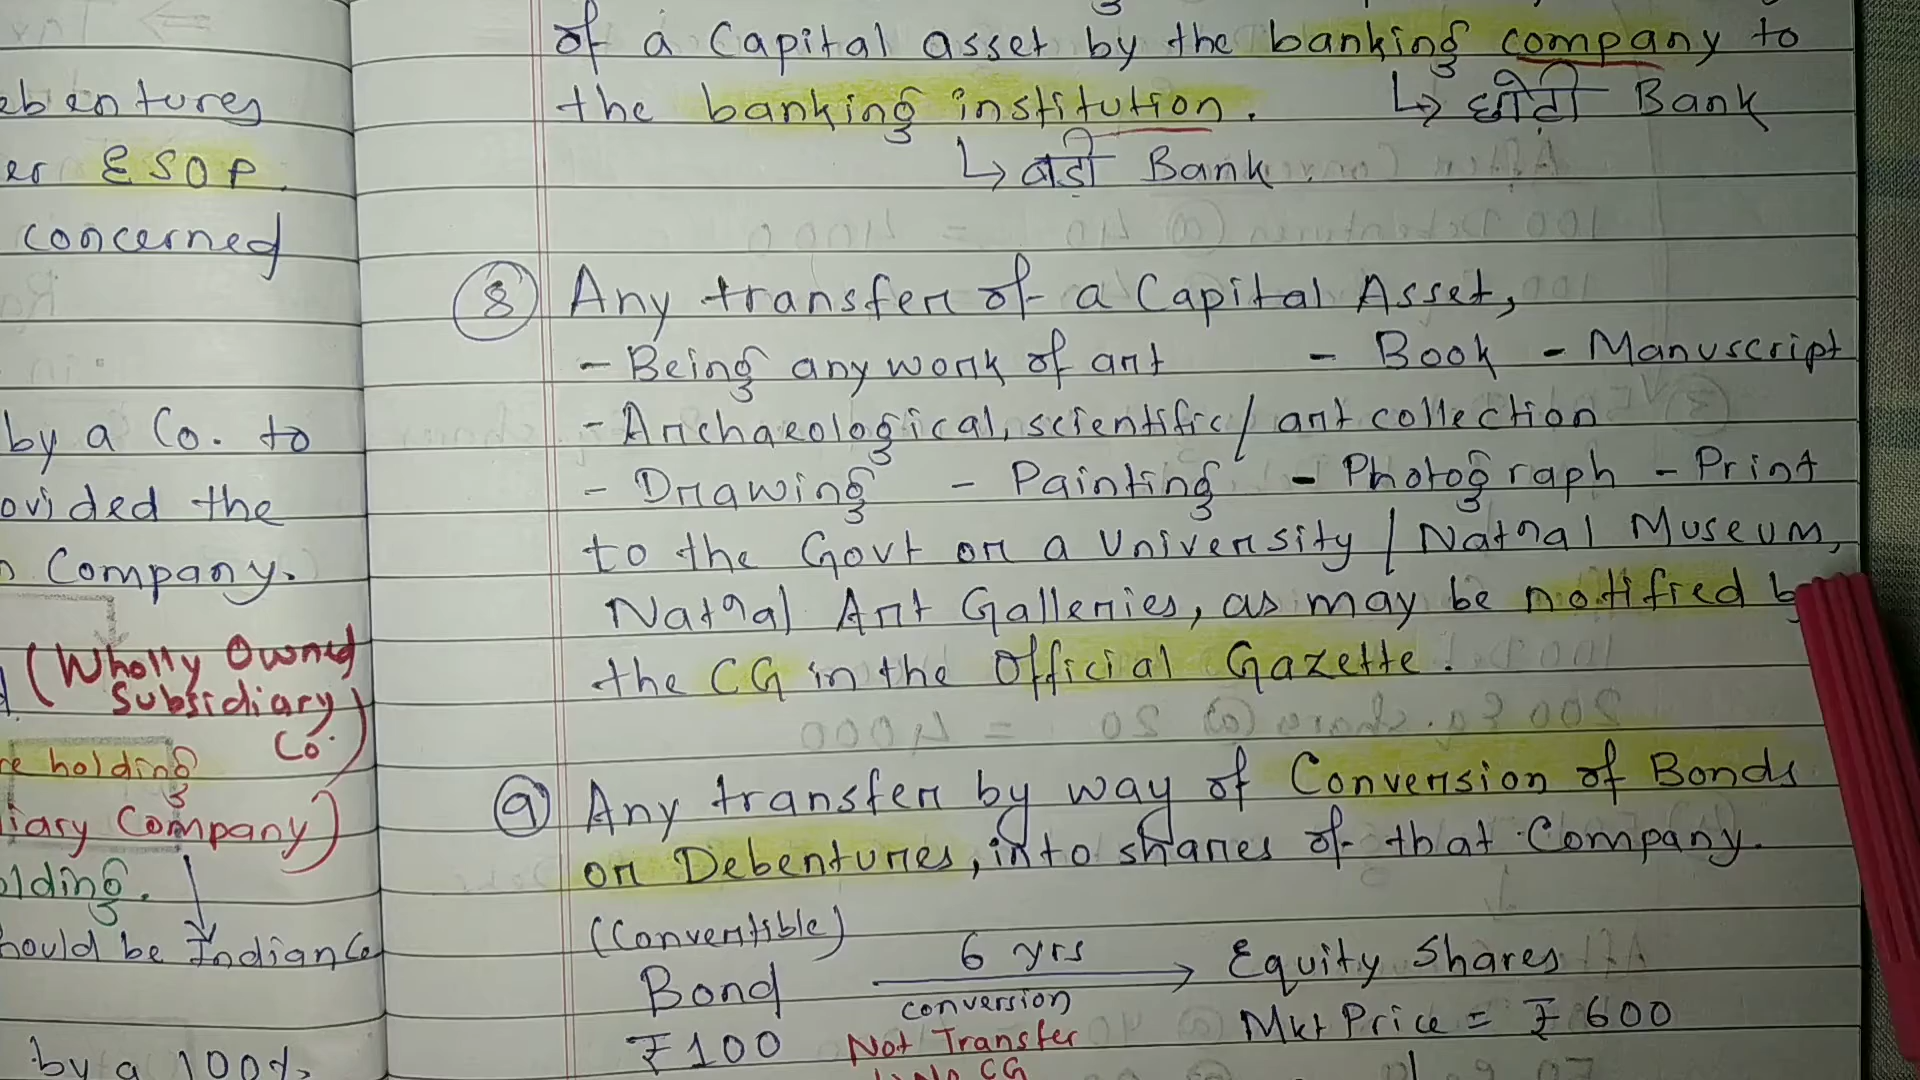 ebentures
er ESOP.
concerned
by a Co. to
ovided the
Company.
(Wholly Owned
Subsidiary
Co.)
re holding
iary Company)
olding.
hould be Indian Co
by a 100%
of a Capital asset by the banking company to
the banking institution. ↳ छोटी Bank
↳ बडी Bank
8 Any transfer of a Capital Asset,
- Being any work of art - Book - Manuscript
- Archaeological, scientific / art collection
- Drawing - Painting - Photograph - Print
to the Govt or a University / Natnal Museum,
Natnal Art Galleries, as may be notified b
the CG in the Official Gazette.
9 Any transfer by way of Conversion of Bonds
or Debentures, into shares of that Company.
(Convertible)
Bond 6 yrs → Equity Shares
conversion
₹100 Not Transfer Mkt Price = ₹ 600
CG